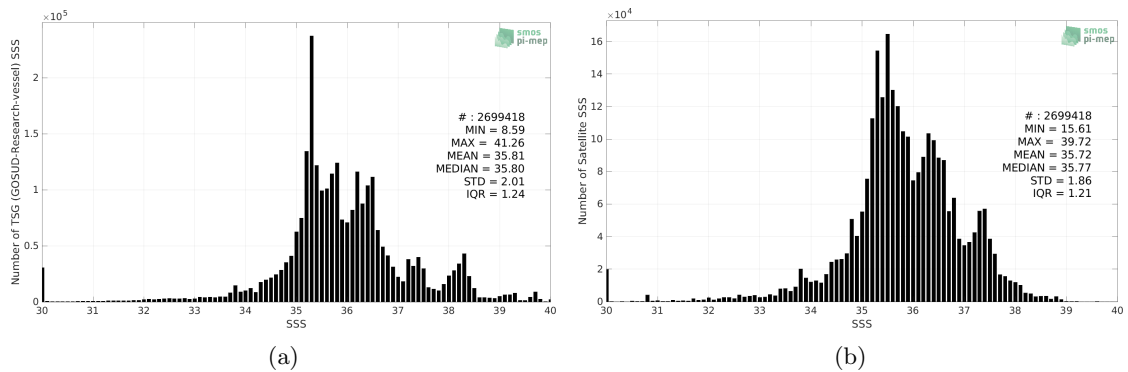 ×10⁵
Number of TSG (GOSUD-Research-vessel) SSS
2
1.5
1
0.5
0
smos
pi-mep
# : 2699418
MIN = 8.59
MAX = 41.26
MEAN = 35.81
MEDIAN = 35.80
STD = 2.01
IQR = 1.24
30 31 32 33 34 35 36 37 38 39 40
SSS
(a)
×10⁴
Number of Satellite SSS
16
14
12
10
8
6
4
2
0
smos
pi-mep
# : 2699418
MIN = 15.61
MAX = 39.72
MEAN = 35.72
MEDIAN = 35.77
STD = 1.86
IQR = 1.21
30 31 32 33 34 35 36 37 38 39 40
SSS
(b)